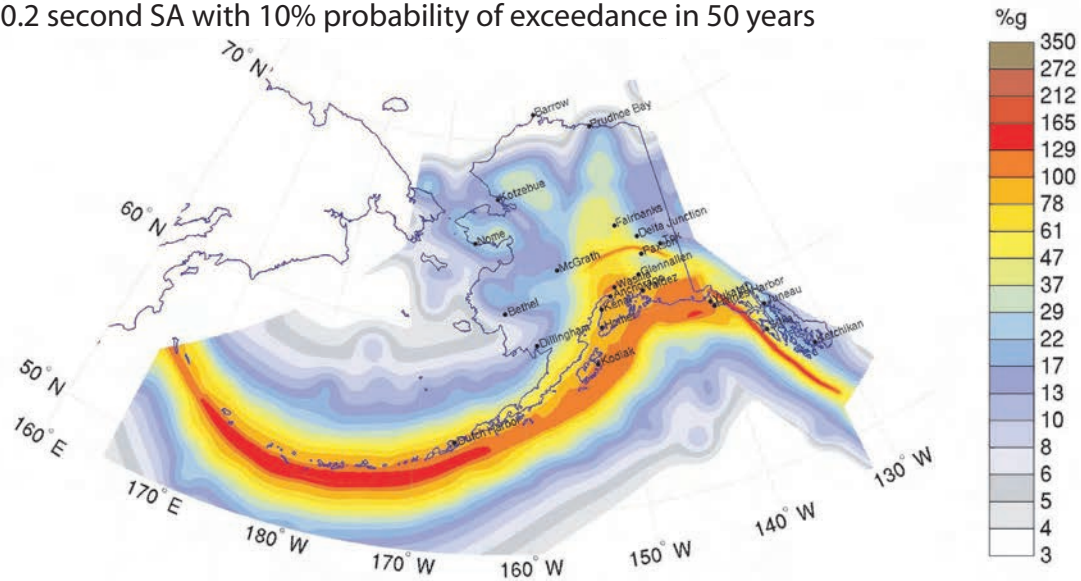 0.2 second SA with 10% probability of exceedance in 50 years
%g
350
272
212
165
129
100
78
61
47
37
29
22
17
13
10
8
6
5
4
3
70° N
60° N
50° N
160° E
170° E
180° W
170° W
160° W
150° W
140° W
130° W
Barrow
Prudhoe Bay
Kotzebue
Nome
Fairbanks
Delta Junction
Tok
McGrath
Glennallen
Valdez
Bethel
Homer
Dillingham
Kodiak
Dutch Harbor
Juneau
Ketchikan